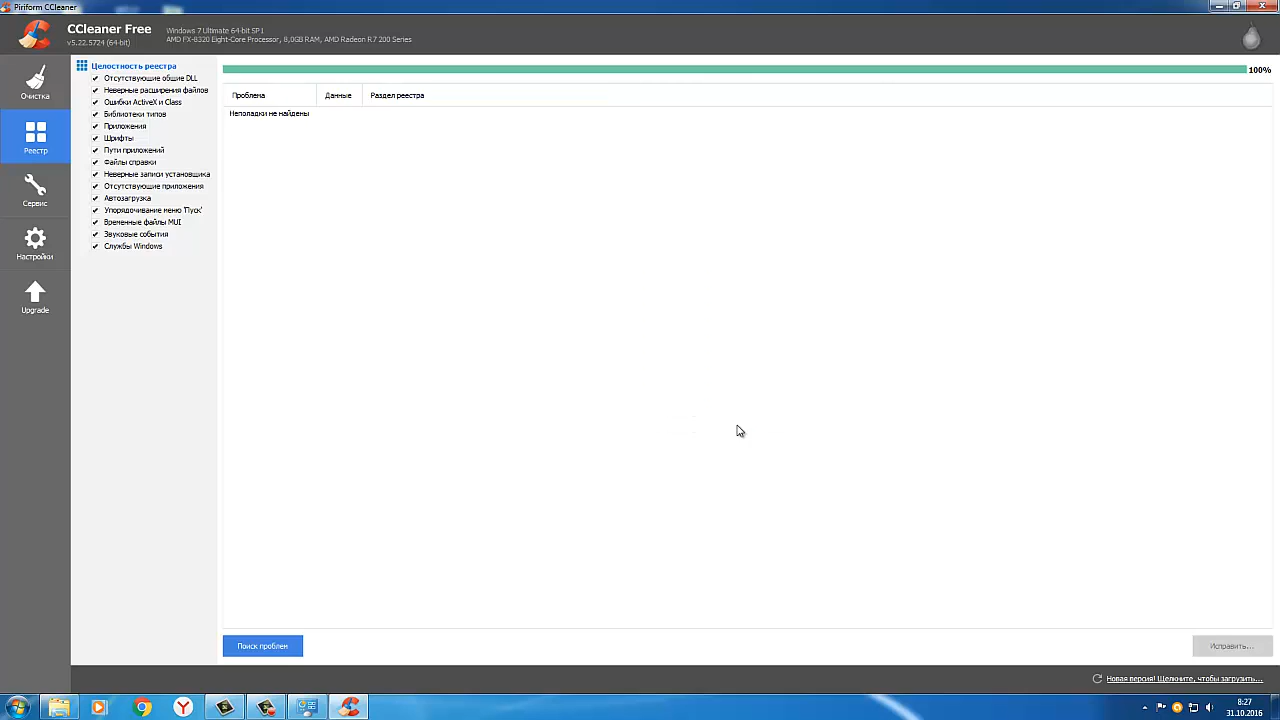 Piriform CCleaner
CCleaner Free
v5.22.5724 (64-bit)
Windows 7 Ultimate 64-bit SP1
AMD FX-8320 Eight-Core Processor, 8,0GB RAM, AMD Radeon R7 200 Series
Очистка
Реестр
Сервис
Настройки
Upgrade
Целостность реестра
Отсутствующие общие DLL
Неверные расширения файлов
Ошибки ActiveX и Class
Библиотеки типов
Приложения
Шрифты
Пути приложений
Файлы справки
Неверные записи установщика
Отсутствующие приложения
Автозагрузка
Упорядочивание меню 'Пуск'
Временные файлы MUI
Звуковые события
Службы Windows
100%
Проблема Данные Раздел реестра
Неполадки не найдены
Поиск проблем
Исправить...
Новая версия! Щелкните, чтобы загрузить...
8:27
31.10.2016